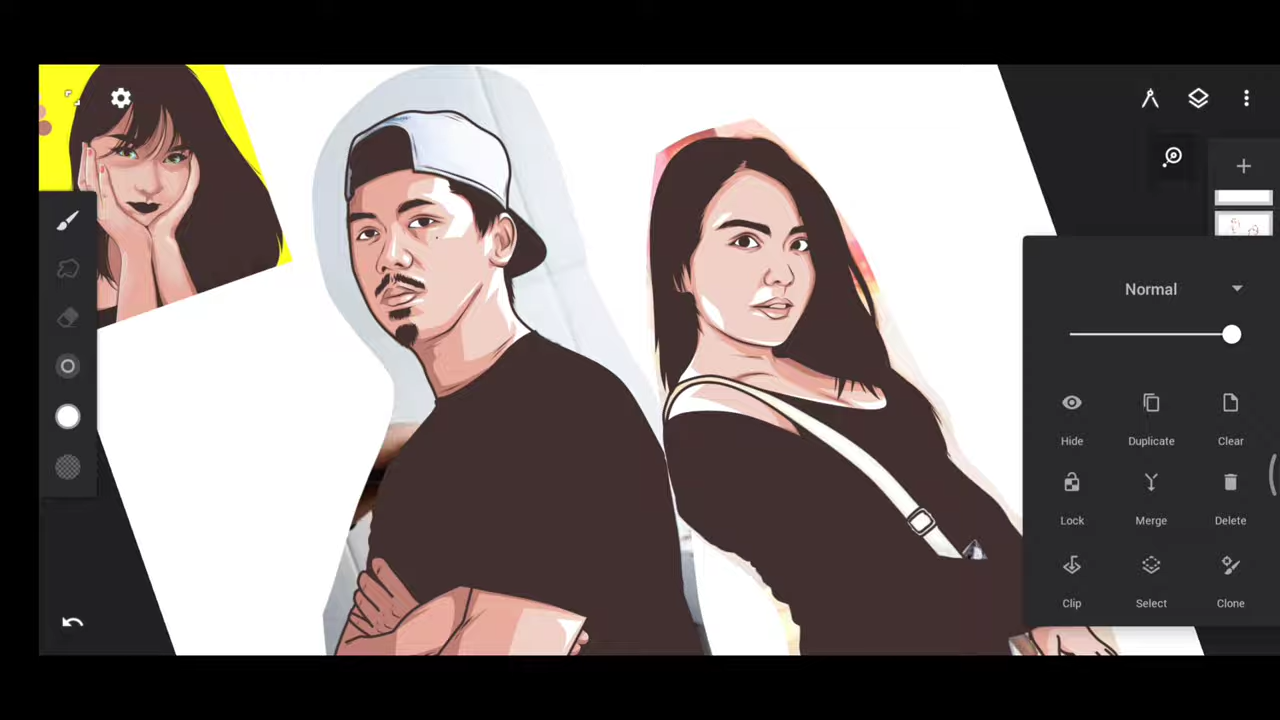 Normal
Hide
Duplicate
Clear
Lock
Merge
Delete
Clip
Select
Clone